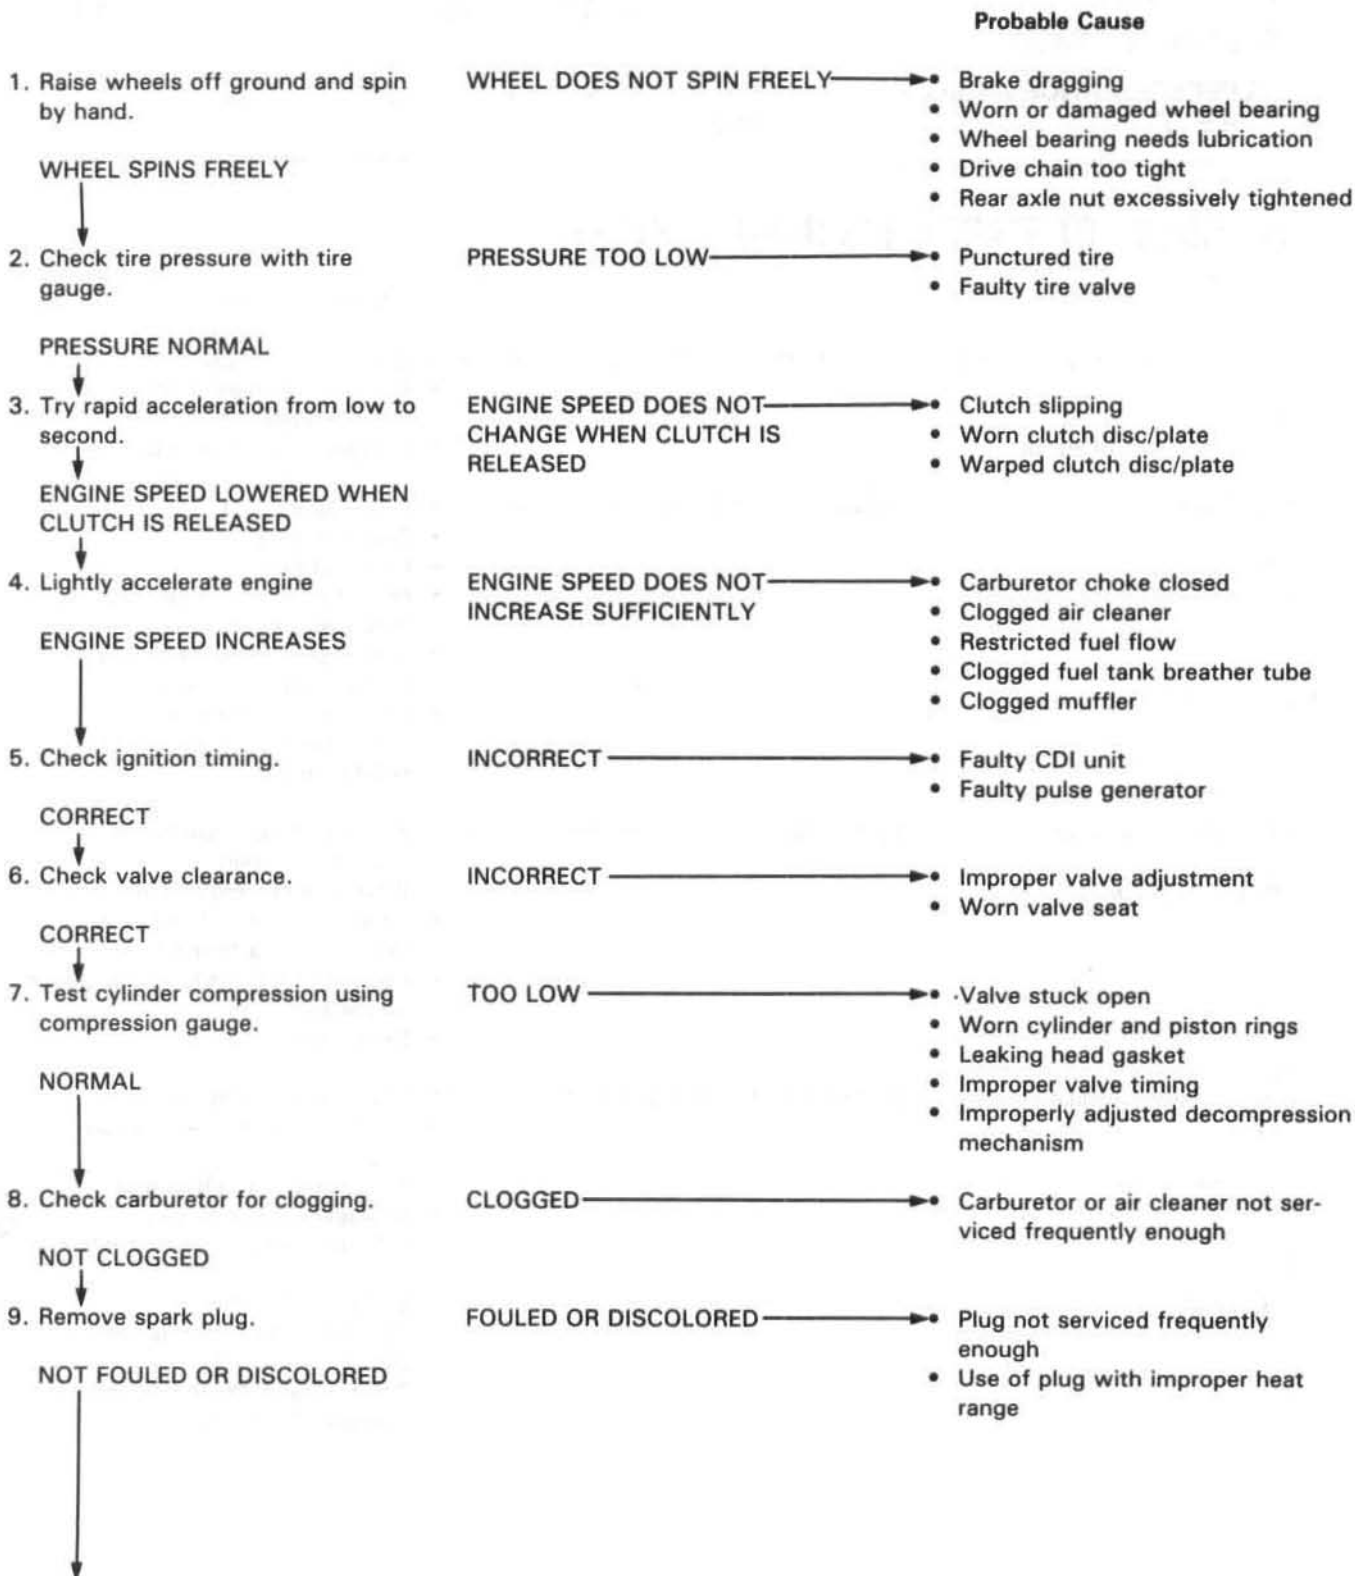 Probable Cause
1. Raise wheels off ground and spin
by hand.
WHEEL DOES NOT SPIN FREELY
• Brake dragging
• Worn or damaged wheel bearing
• Wheel bearing needs lubrication
• Drive chain too tight
• Rear axle nut excessively tightened
WHEEL SPINS FREELY
2. Check tire pressure with tire
gauge.
PRESSURE TOO LOW
• Punctured tire
• Faulty tire valve
PRESSURE NORMAL
3. Try rapid acceleration from low to
second.
ENGINE SPEED DOES NOT
CHANGE WHEN CLUTCH IS
RELEASED
• Clutch slipping
• Worn clutch disc/plate
• Warped clutch disc/plate
ENGINE SPEED LOWERED WHEN
CLUTCH IS RELEASED
4. Lightly accelerate engine
ENGINE SPEED DOES NOT
INCREASE SUFFICIENTLY
• Carburetor choke closed
• Clogged air cleaner
• Restricted fuel flow
• Clogged fuel tank breather tube
• Clogged muffler
ENGINE SPEED INCREASES
5. Check ignition timing.
INCORRECT
• Faulty CDI unit
• Faulty pulse generator
CORRECT
6. Check valve clearance.
INCORRECT
• Improper valve adjustment
• Worn valve seat
CORRECT
7. Test cylinder compression using
compression gauge.
TOO LOW
• Valve stuck open
• Worn cylinder and piston rings
• Leaking head gasket
• Improper valve timing
• Improperly adjusted decompression
mechanism
NORMAL
8. Check carburetor for clogging.
CLOGGED
• Carburetor or air cleaner not ser-
viced frequently enough
NOT CLOGGED
9. Remove spark plug.
FOULED OR DISCOLORED
• Plug not serviced frequently
enough
• Use of plug with improper heat
range
NOT FOULED OR DISCOLORED